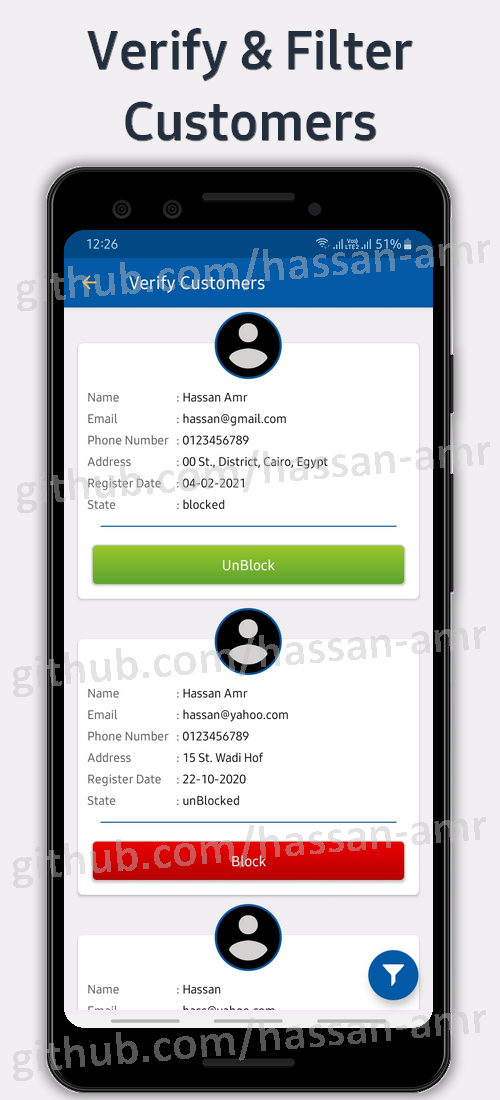 Verify & Filter
Customers
12:26
Vo)) LTE2 51%
Verify Customers
github.com/hassan-amr
Name : Hassan Amr
Email : hassan@gmail.com
Phone Number : 0123456789
Address : 00 St., District, Cairo, Egypt
github.com/hassan-amr
Register Date : 04-02-2021
State : blocked
UnBlock
github.com/hassan-amr
Name : Hassan Amr
Email : hassan@yahoo.com
Phone Number : 0123456789
Address : 15 St. Wadi Hof
Register Date : 22-10-2020
State : unBlocked
github.com/hassan-amr
Block
Name : Hassan
Email
github.com/hassan-amr